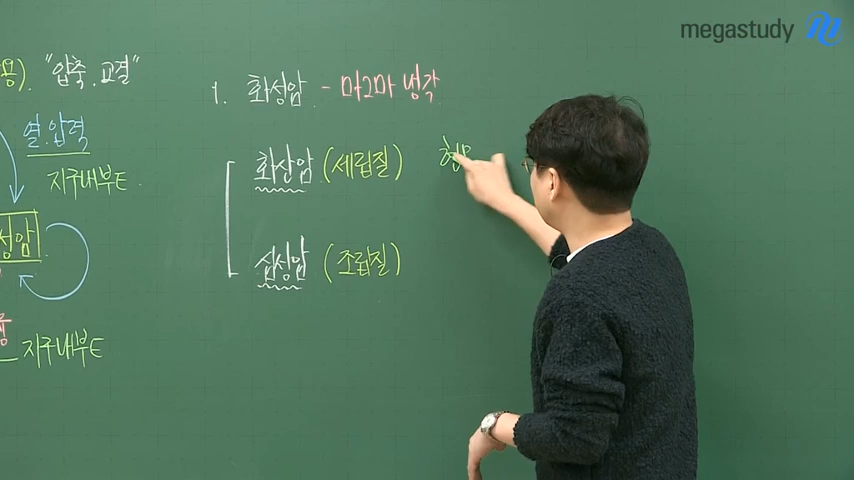 megastudy
용). "압축.교결"
열.압력
지구내부E.
성암
지구내부E
1. 화성암 - 마그마 냉각
화산암 (세립질)
심성암 (조립질)